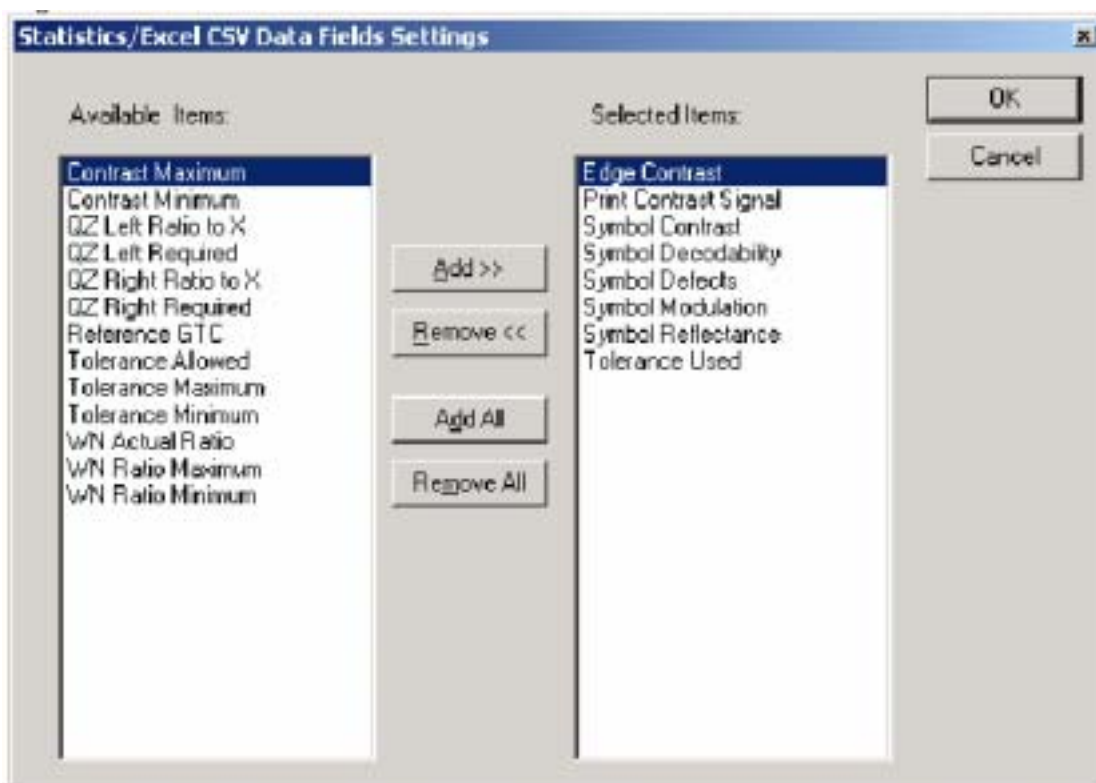 Statistics/Excel CSV Data Fields Settings
Available Items:
Contrast Maximum
Contrast Minimum
QZ Left Ratio to X
QZ Left Required
QZ Right Ratio to X
QZ Right Required
Reference GTC
Tolerance Allowed
Tolerance Maximum
Tolerance Minimum
WN Actual Ratio
WN Ratio Maximum
WN Ratio Minimum
Add >>
Remove <<
Add All
Remove All
Selected Items:
Edge Contrast
Print Contrast Signal
Symbol Contrast
Symbol Decodability
Symbol Defects
Symbol Modulation
Symbol Reflectance
Tolerance Used
OK
Cancel